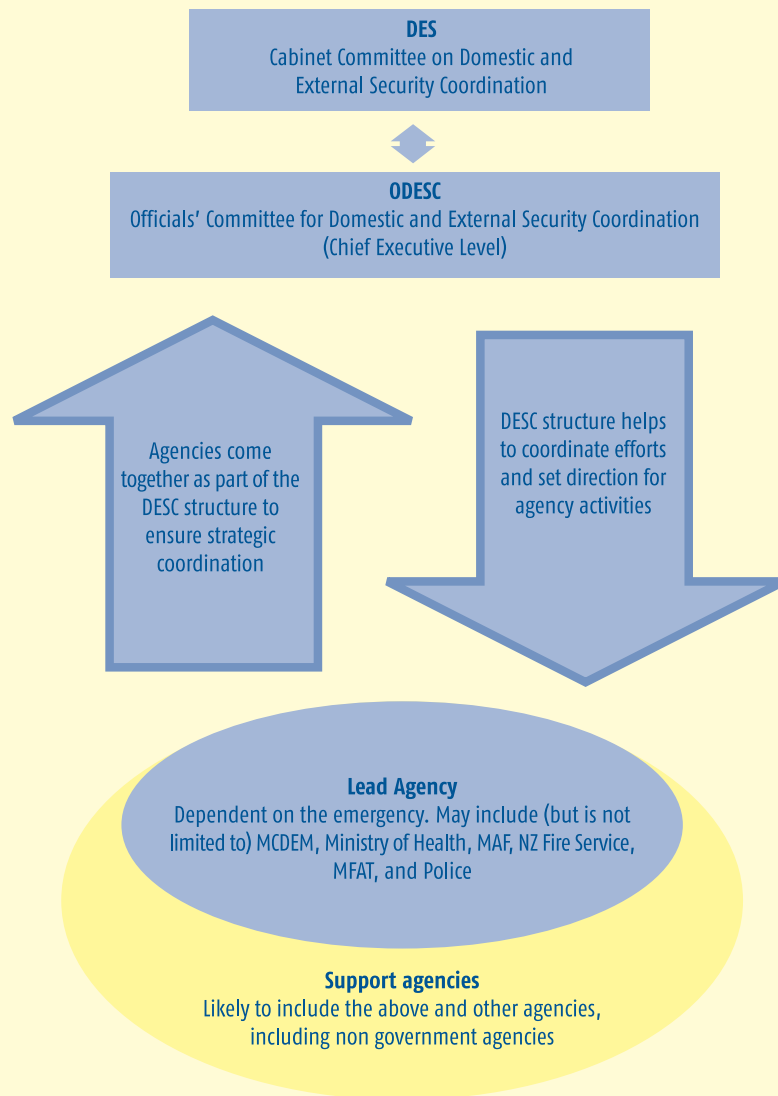 DES
Cabinet Committee on Domestic and
External Security Coordination
ODESC
Officials’ Committee for Domestic and External Security Coordination
(Chief Executive Level)
Agencies come
together as part of the
DESC structure to
ensure strategic
coordination
DESC structure helps
to coordinate efforts
and set direction for
agency activities
Lead Agency
Dependent on the emergency. May include (but is not
limited to) MCDEM, Ministry of Health, MAF, NZ Fire Service,
MFAT, and Police
Support agencies
Likely to include the above and other agencies,
including non government agencies